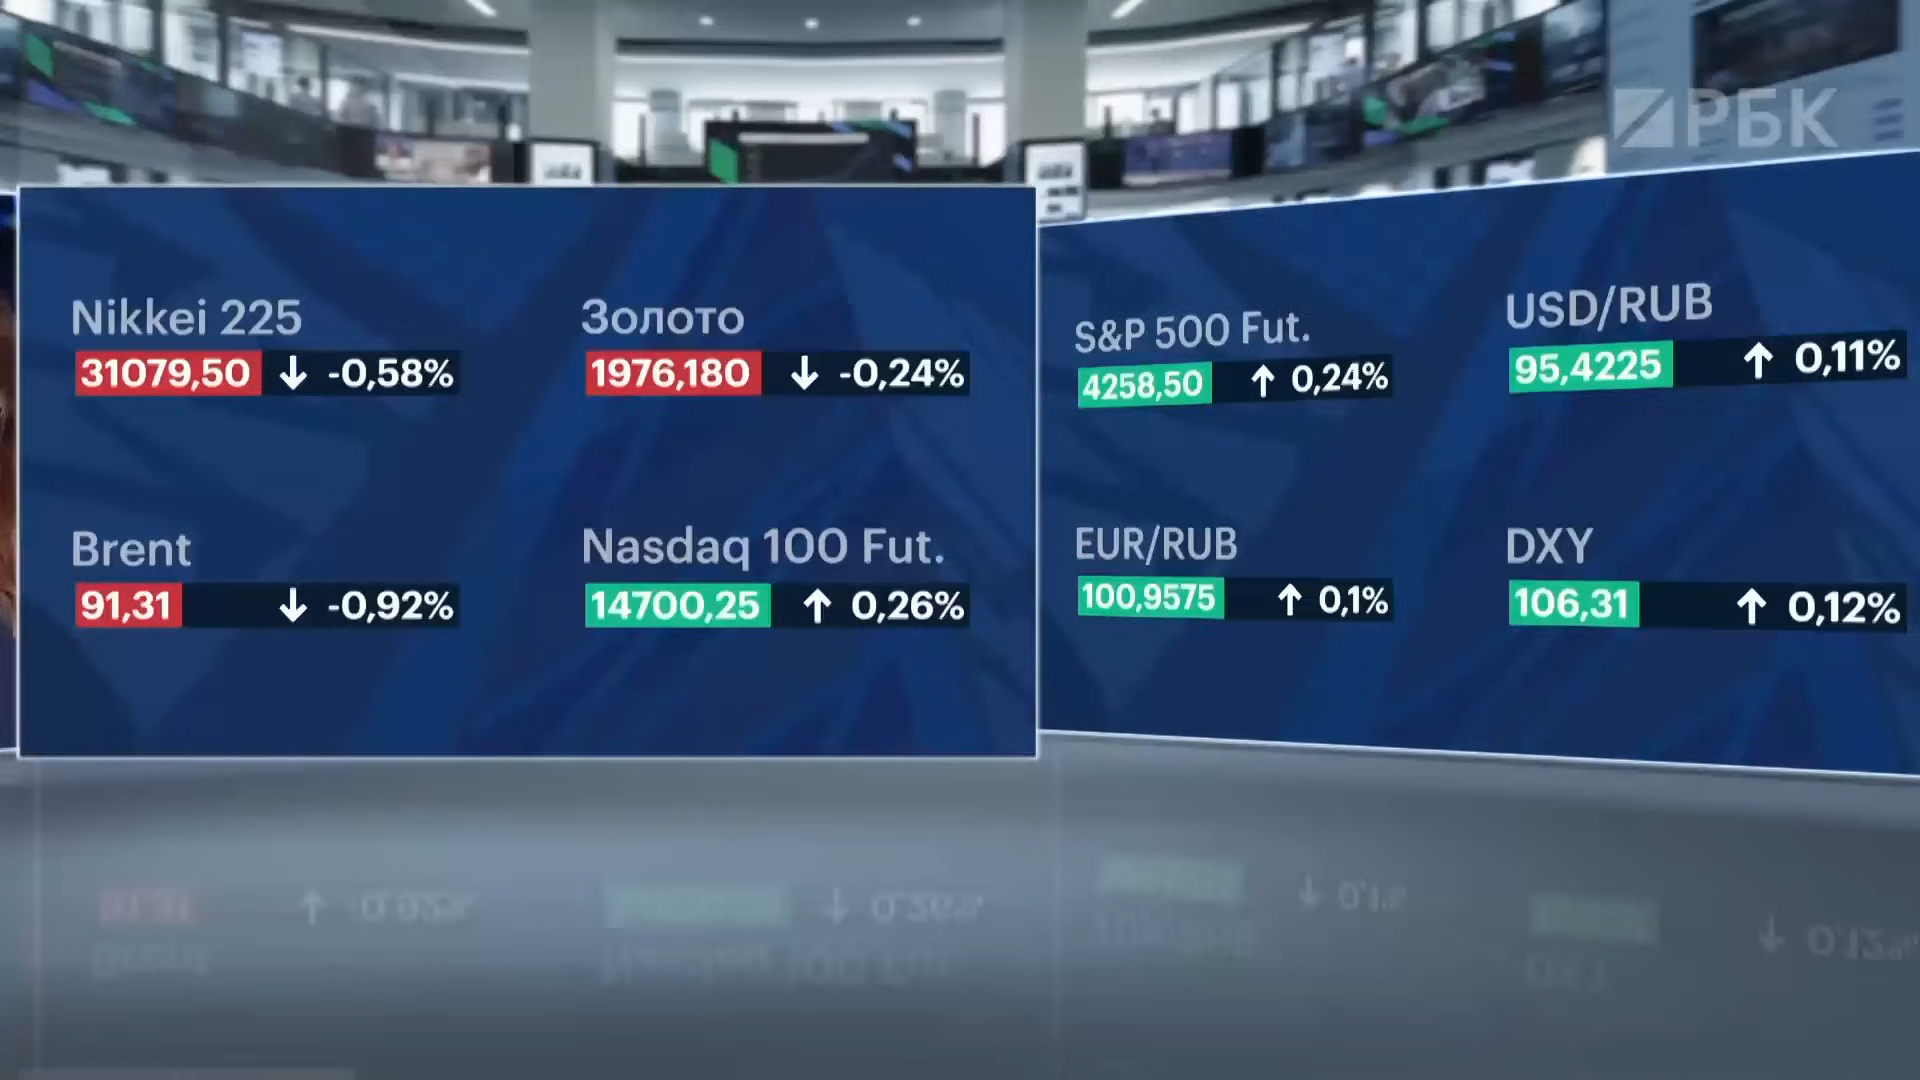 РБК
Nikkei 225
31079,50 ↓ -0,58%
Золото
1976,180 ↓ -0,24%
Brent
91,31 ↓ -0,92%
Nasdaq 100 Fut.
14700,25 ↑ 0,26%
S&P 500 Fut.
4258,50 ↑ 0,24%
USD/RUB
95,4225 ↑ 0,11%
EUR/RUB
100,9575 ↑ 0,1%
DXY
106,31 ↑ 0,12%